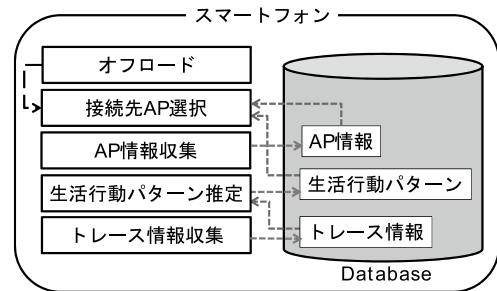 スマートフォン
オフロード
接続先AP選択
AP情報収集
生活行動パターン推定
トレース情報収集
AP情報
生活行動パターン
トレース情報
Database